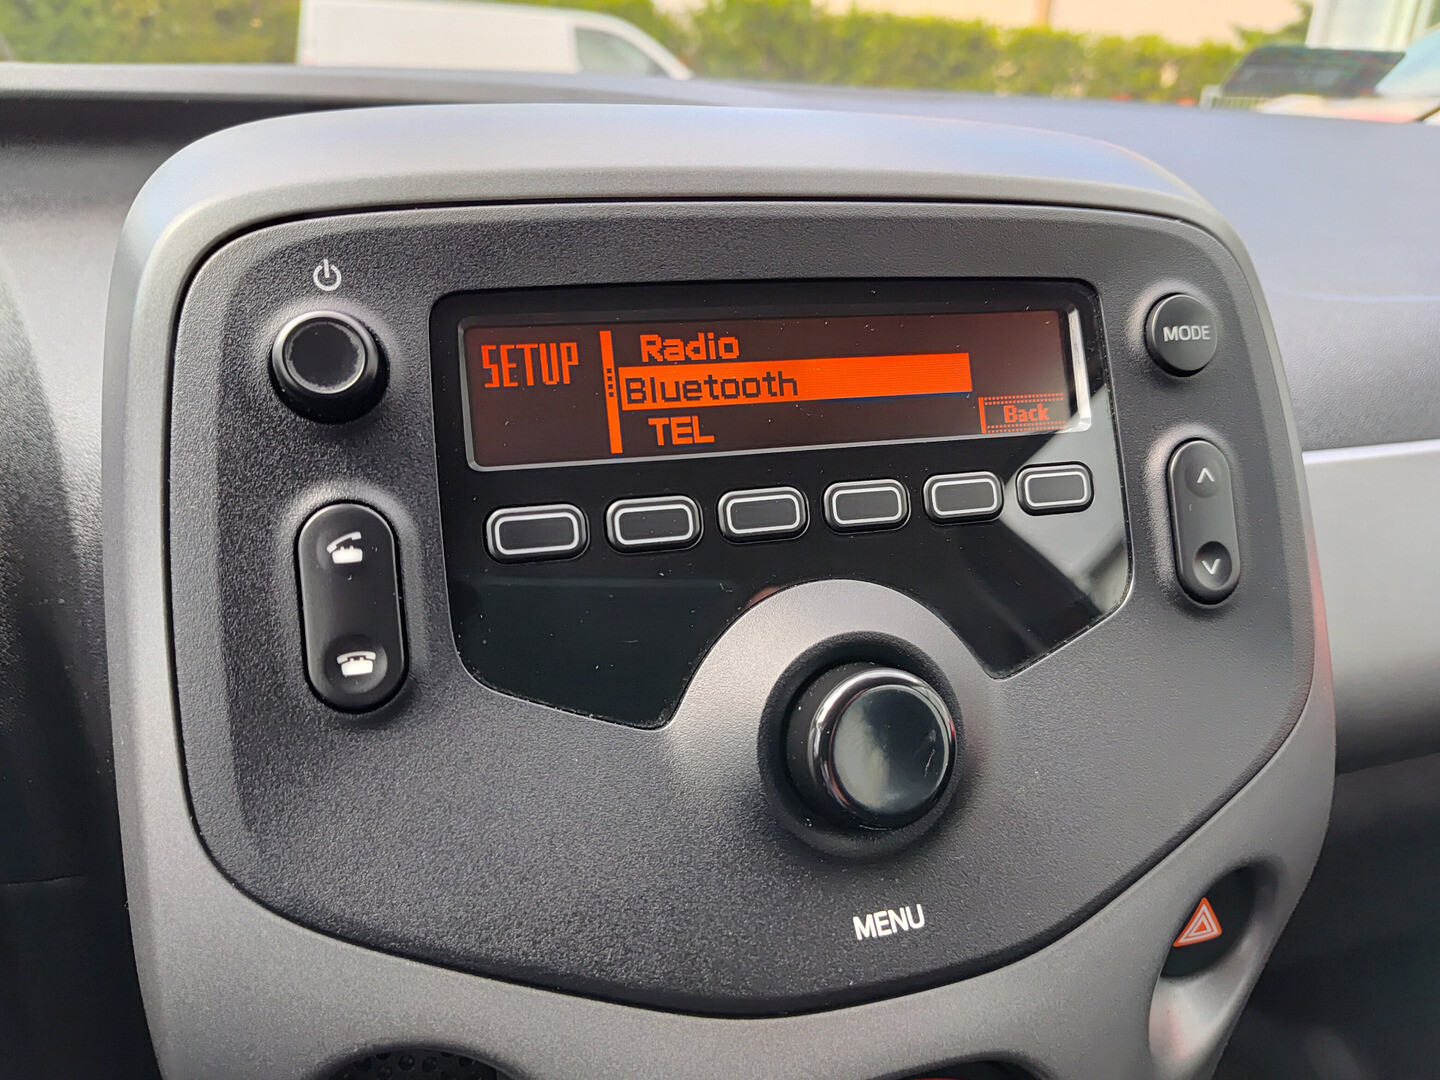 SETUP
Radio
Bluetooth
TEL
Back
MODE
MENU